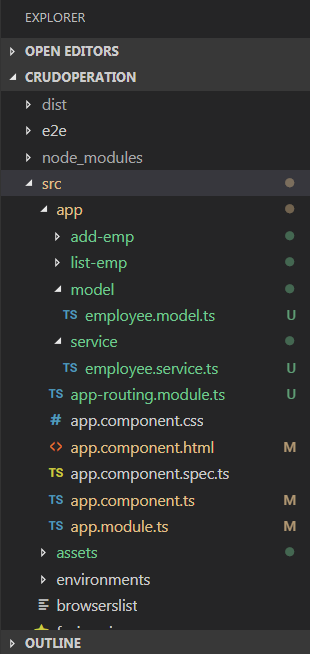 EXPLORER
OPEN EDITORS
CRUDOPERATION
dist
e2e
node_modules
src
app
add-emp
list-emp
model
TS employee.model.ts U
service
TS employee.service.ts U
TS app-routing.module.ts U
# app.component.css
<> app.component.html M
TS app.component.spec.ts
TS app.component.ts M
TS app.module.ts M
assets
environments
browserslist
OUTLINE